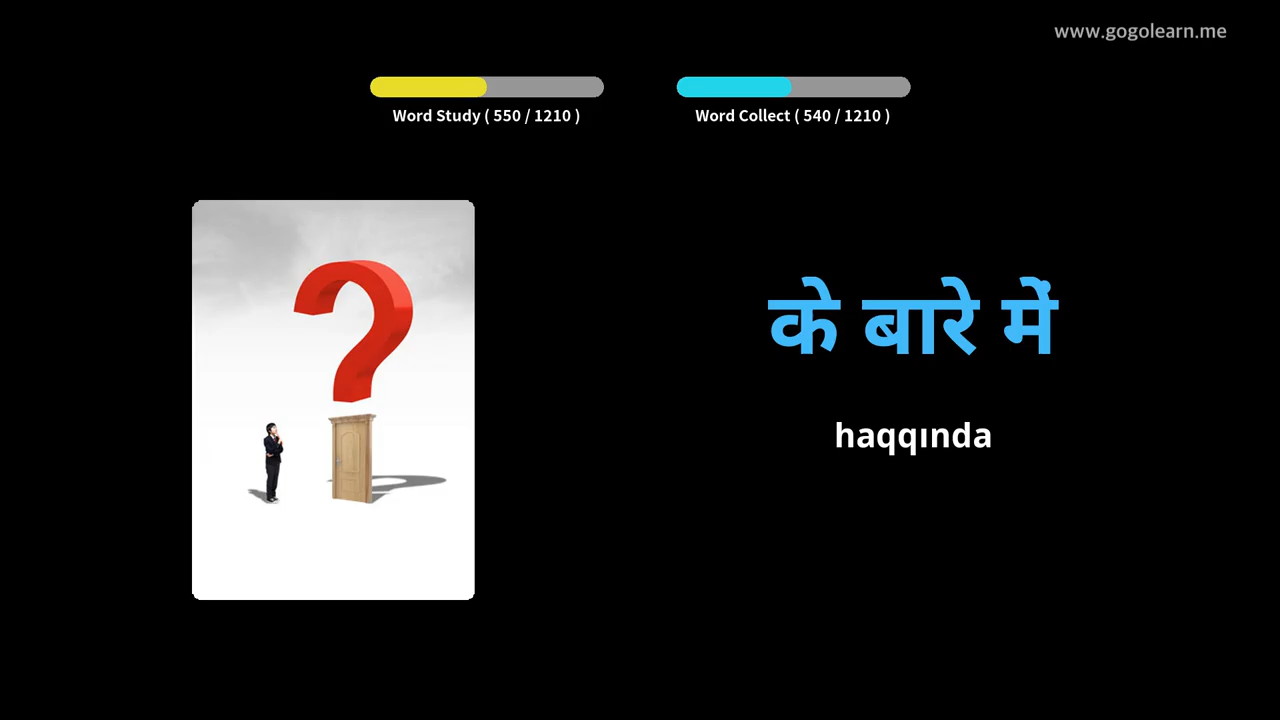 www.gogolearn.me
Word Study ( 550 / 1210 )
Word Collect ( 540 / 1210 )
के बारे में
haqqında